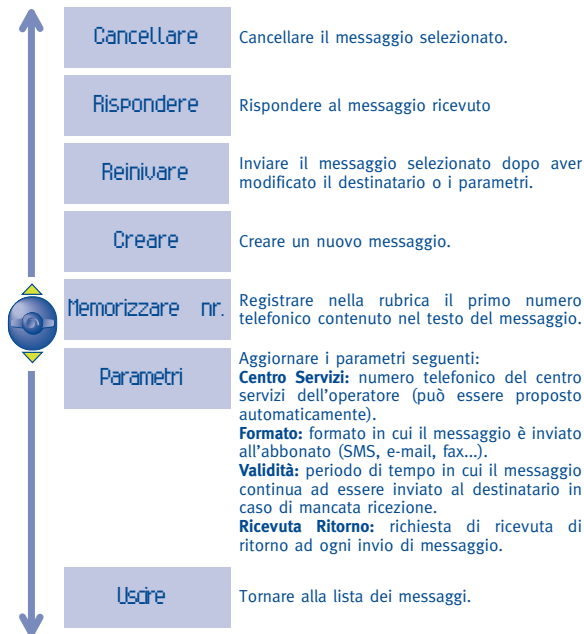 Cancellare
Cancellare il messaggio selezionato.
Rispondere
Rispondere al messaggio ricevuto
Reinivare
Inviare il messaggio selezionato dopo aver
modificato il destinatario o i parametri.
Creare
Creare un nuovo messaggio.
Memorizzare nr.
Registrare nella rubrica il primo numero
telefonico contenuto nel testo del messaggio.
Parametri
Aggiornare i parametri seguenti:
Centro Servizi: numero telefonico del centro
servizi dell'operatore (può essere proposto
automaticamente).
Formato: formato in cui il messaggio è inviato
all'abbonato (SMS, e-mail, fax...).
Validità: periodo di tempo in cui il messaggio
continua ad essere inviato al destinatario in
caso di mancata ricezione.
Ricevuta Ritorno: richiesta di ricevuta di
ritorno ad ogni invio di messaggio.
Uscire
Tornare alla lista dei messaggi.